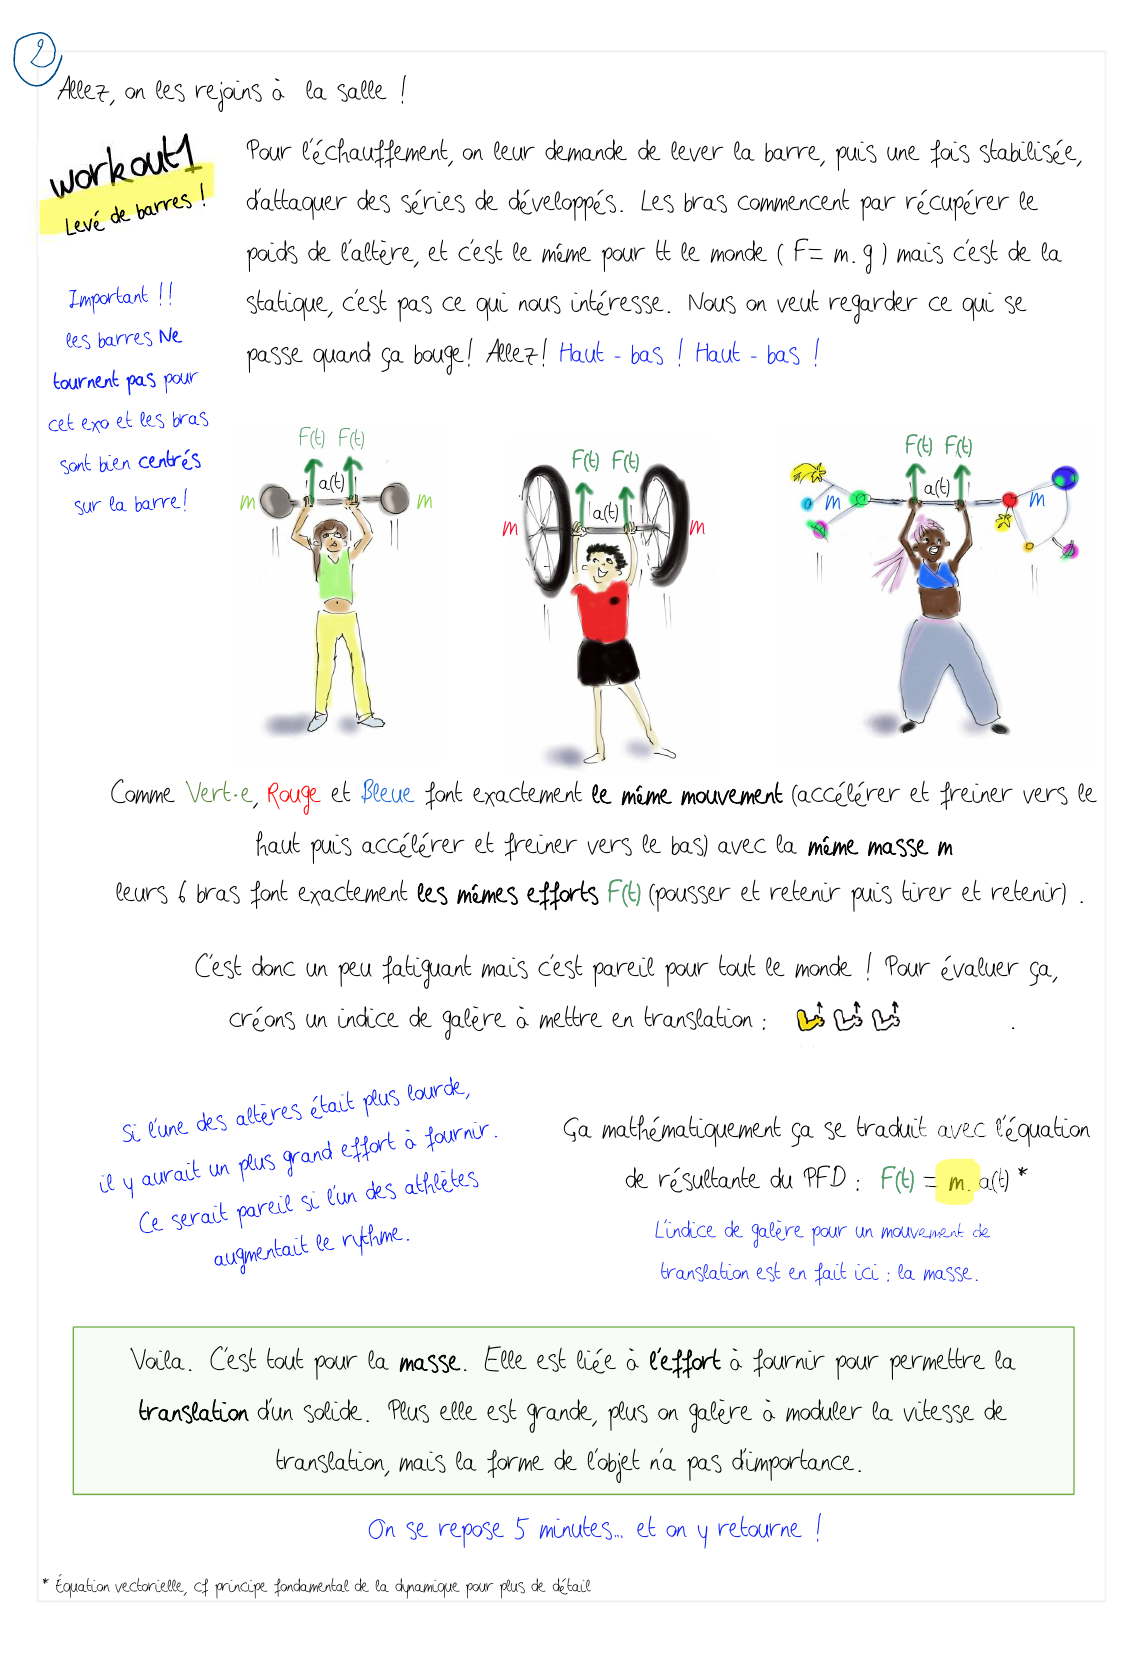 2
Allez, on les rejoins à la salle !
workout1
Levé de barres !
Pour l'échauffement, on leur demande de lever la barre, puis une fois stabilisée,
d'attaquer des séries de développés. Les bras commencent par récupérer le
poids de l'altère, et c'est le même pour tt le monde ( F= m. g ) mais c'est de la
statique, c'est pas ce qui nous intéresse. Nous on veut regarder ce qui se
passe quand ça bouge! Allez! Haut - bas ! Haut - bas !
Important !!
les barres Ne
tournent pas pour
cet exo et les bras
sont bien centrés
sur la barre!
F(t) F(t)
a(t)
m m
F(t) F(t)
a(t)
m m
F(t) F(t)
a(t)
m m
Comme Vert·e, Rouge et Bleue font exactement le même mouvement (accélérer et freiner vers le
haut puis accélérer et freiner vers le bas) avec la même masse m
leurs 6 bras font exactement les mêmes efforts F(t) (pousser et retenir puis tirer et retenir) .
C'est donc un peu fatiguant mais c'est pareil pour tout le monde ! Pour évaluer ça,
créons un indice de galère à mettre en translation : .
Si l'une des altères était plus lourde,
il y aurait un plus grand effort à fournir.
Ce serait pareil si l'un des athlètes
augmentait le rythme.
Ça mathématiquement ça se traduit avec l'équation
de résultante du PFD : F(t) = m. a(t) *
L'indice de galère pour un mouvement de
translation est en fait ici : la masse.
Voila. C'est tout pour la masse. Elle est liée à l'effort à fournir pour permettre la
translation d'un solide. Plus elle est grande, plus on galère à moduler la vitesse de
translation, mais la forme de l'objet n'a pas d'importance.
On se repose 5 minutes... et on y retourne !
* Équation vectorielle, cf principe fondamental de la dynamique pour plus de détail